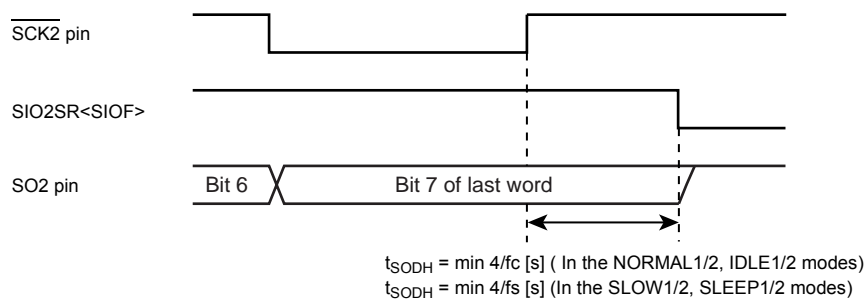 SCK2 pin
SIO2SR<SIOF>
SO2 pin
Bit 6
Bit 7 of last word
tSODH = min 4/fc [s] ( In the NORMAL1/2, IDLE1/2 modes)
tSODH = min 4/fs [s] (In the SLOW1/2, SLEEP1/2 modes)